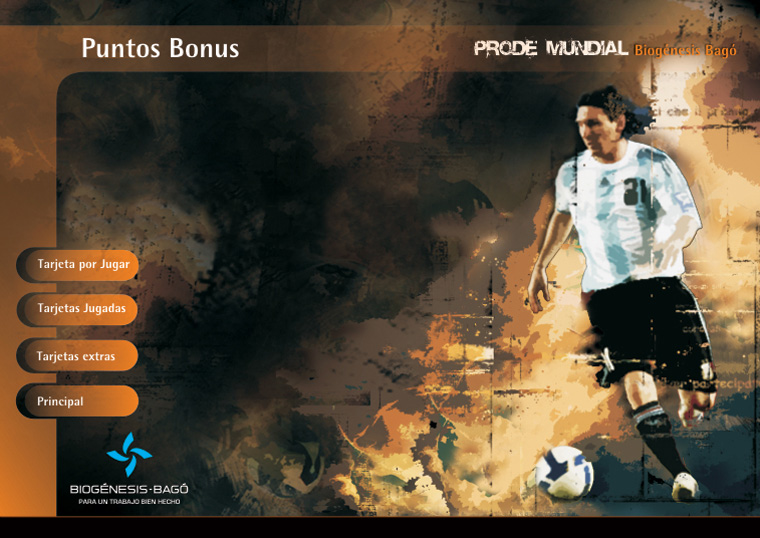 Puntos Bonus
PRODE MUNDIAL Biogénesis Bagó
Tarjeta por Jugar
Tarjetas Jugadas
Tarjetas extras
Principal
BIOGÉNESIS-BAGÓ
PARA UN TRABAJO BIEN HECHO